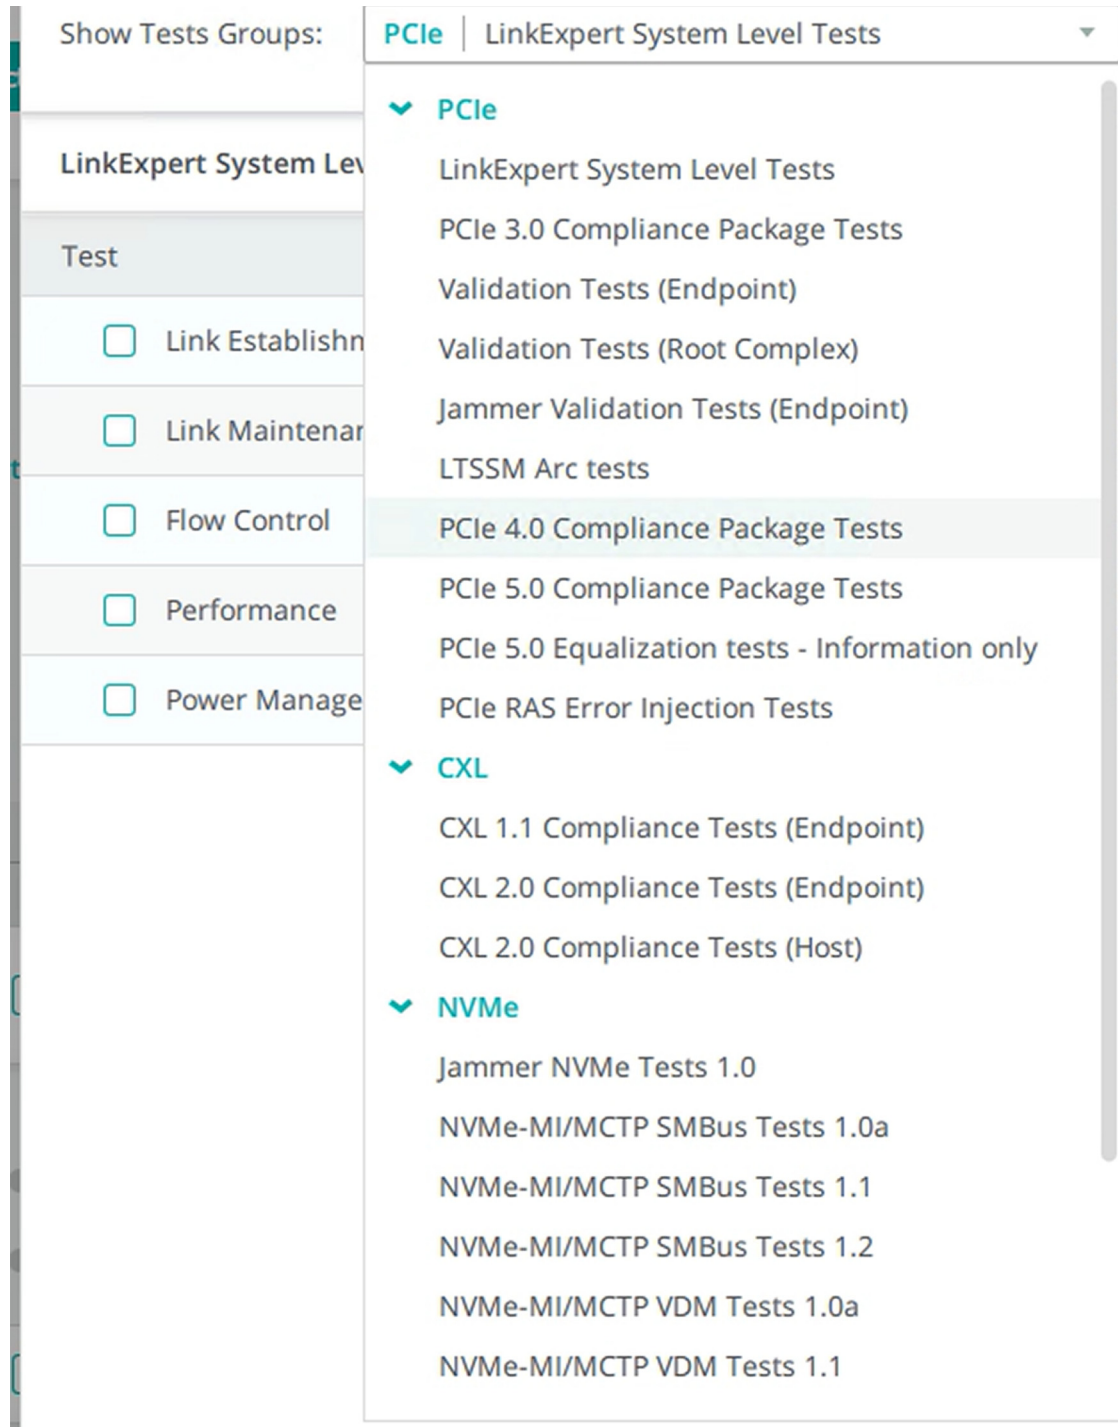 Show Tests Groups:
PCIe | LinkExpert System Level Tests
PCIe
LinkExpert System Level Tests
PCIe 3.0 Compliance Package Tests
Validation Tests (Endpoint)
Validation Tests (Root Complex)
Jammer Validation Tests (Endpoint)
LTSSM Arc tests
PCIe 4.0 Compliance Package Tests
PCIe 5.0 Compliance Package Tests
PCIe 5.0 Equalization tests - Information only
PCIe RAS Error Injection Tests
CXL
CXL 1.1 Compliance Tests (Endpoint)
CXL 2.0 Compliance Tests (Endpoint)
CXL 2.0 Compliance Tests (Host)
NVMe
Jammer NVMe Tests 1.0
NVMe-MI/MCTP SMBus Tests 1.0a
NVMe-MI/MCTP SMBus Tests 1.1
NVMe-MI/MCTP SMBus Tests 1.2
NVMe-MI/MCTP VDM Tests 1.0a
NVMe-MI/MCTP VDM Tests 1.1
LinkExpert System Lev
Test
Link Establishm
Link Maintenan
Flow Control
Performance
Power Manage